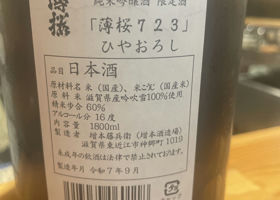 薄桜
純米吟醸酒 限定酒
「薄桜723」
ひやおろし
品目 日本酒
原材料名 米(国産)、米こうじ(国産米)
原料米 滋賀県産吟吹雪100%使用
精米歩合 60%
アルコール分 16度
内容量 1800ml
製造者 増本藤兵衛(増本酒造場)
滋賀県東近江市神郷町1019
未成年の飲酒は法律で禁止されております。
製造年月 令和7年9月